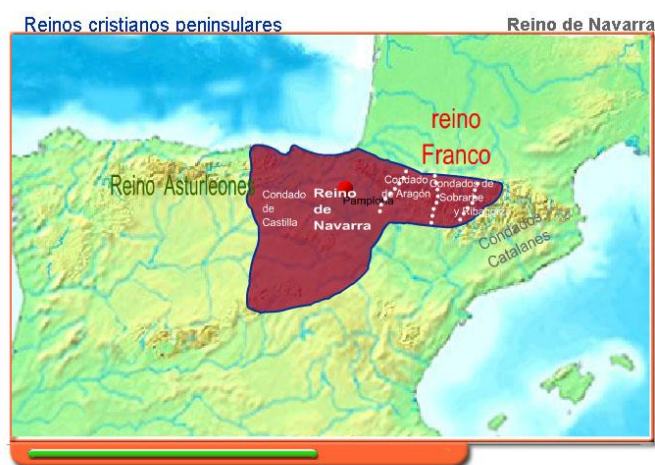 Reinos cristianos peninsulares
Reino de Navarra
reino
Franco
Reino Asturleones
Condado
de
Castilla
Reino
de
Navarra
Pamplona
Condado
de Aragón
Condados de
Sobrarbe
y Ribagorza
Condados
Catalanes